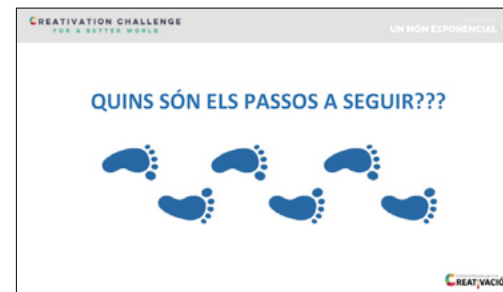 CREATIVATION CHALLENGE
FOR A BETTER WORLD
UN MÓN EXPONENCIAL
QUINS SÓN ELS PASSOS A SEGUIR???
CREATIVACIÓ